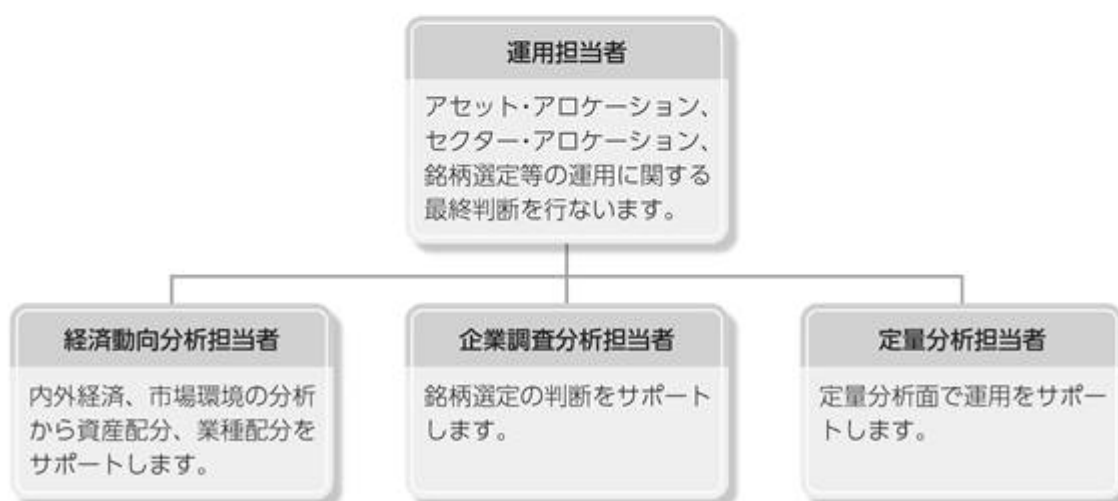 運用担当者
アセット・アロケーション、
セクター・アロケーション、
銘柄選定等の運用に関する
最終判断を行ないます。
経済動向分析担当者
内外経済、市場環境の分析
から資産配分、業種配分を
サポートします。
企業調査分析担当者
銘柄選定の判断をサポート
します。
定量分析担当者
定量分析面で運用をサポー
トします。